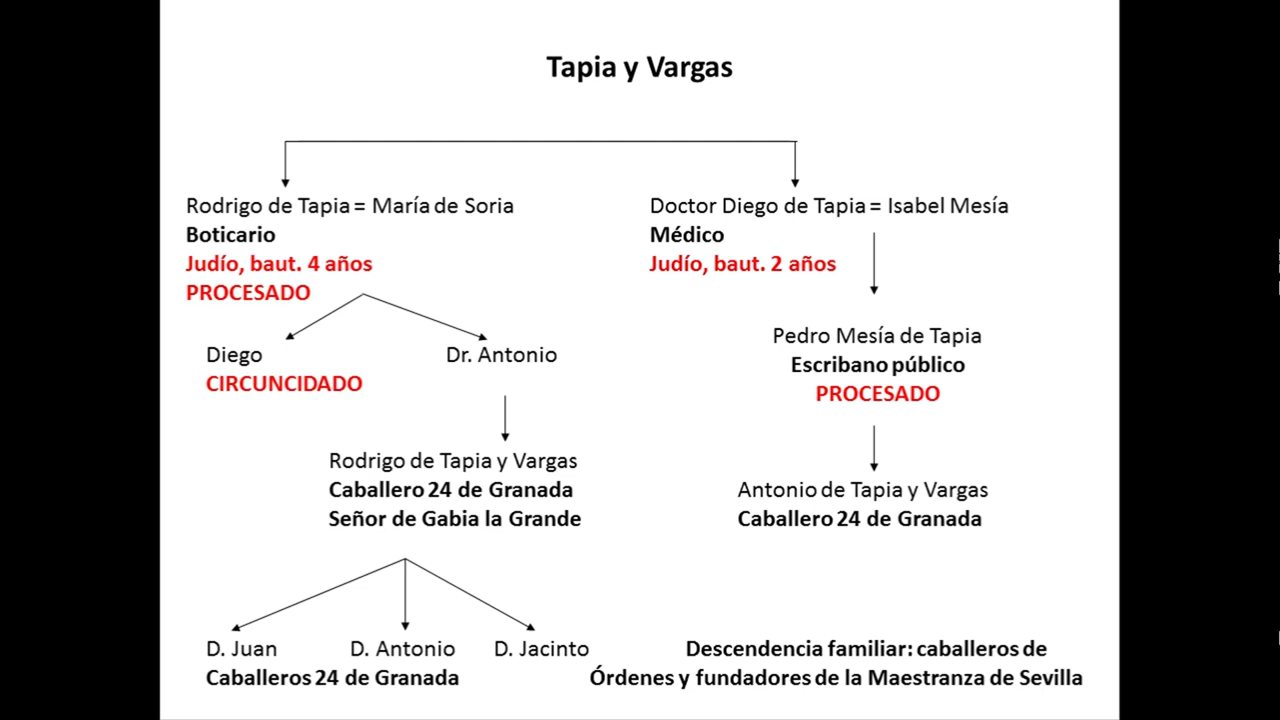 Tapia y Vargas
Rodrigo de Tapia = María de Soria
Boticario
Judío, baut. 4 años
PROCESADO
Doctor Diego de Tapia = Isabel Mesía
Médico
Judío, baut. 2 años
Diego
CIRCUNCIDADO
Dr. Antonio
Pedro Mesía de Tapia
Escribano público
PROCESADO
Rodrigo de Tapia y Vargas
Caballero 24 de Granada
Señor de Gabia la Grande
Antonio de Tapia y Vargas
Caballero 24 de Granada
D. Juan D. Antonio D. Jacinto
Caballeros 24 de Granada
Descendencia familiar: caballeros de
Órdenes y fundadores de la Maestranza de Sevilla